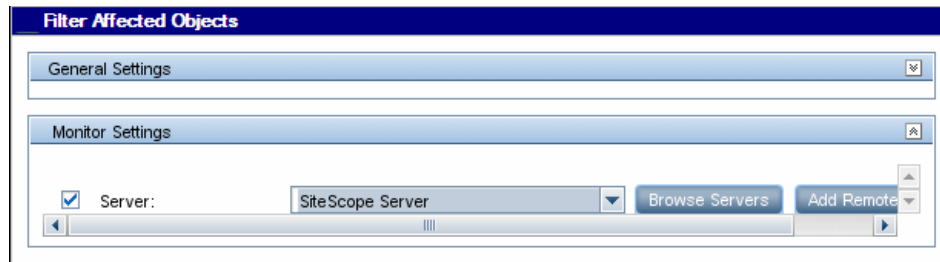 Filter Affected Objects
General Settings
Monitor Settings
Server: SiteScope Server Browse Servers Add Remote